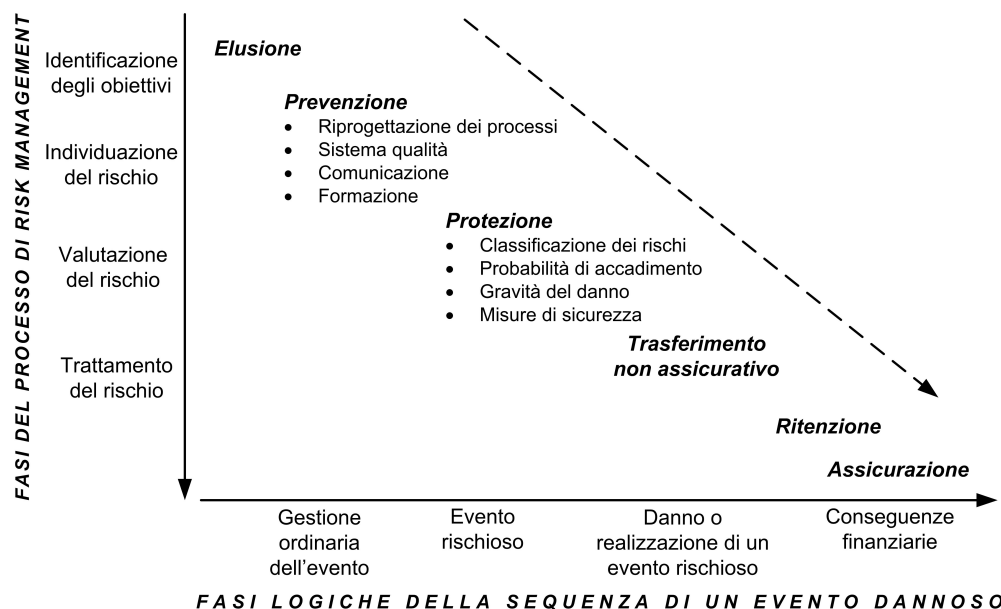 FASI DEL PROCESSO DI RISK MANAGEMENT
Identificazione
degli obiettivi
Individuazione
del rischio
Valutazione
del rischio
Trattamento
del rischio
Elusione
Prevenzione
• Riprogettazione dei processi
• Sistema qualità
• Comunicazione
• Formazione
Protezione
• Classificazione dei rischi
• Probabilità di accadimento
• Gravità del danno
• Misure di sicurezza
Trasferimento
non assicurativo
Ritenzione
Assicurazione
Gestione
ordinaria
dell’evento
Evento
rischioso
Danno o
realizzazione di un
evento rischioso
Conseguenze
finanziarie
FASI LOGICHE DELLA SEQUENZA DI UN EVENTO DANNOSO